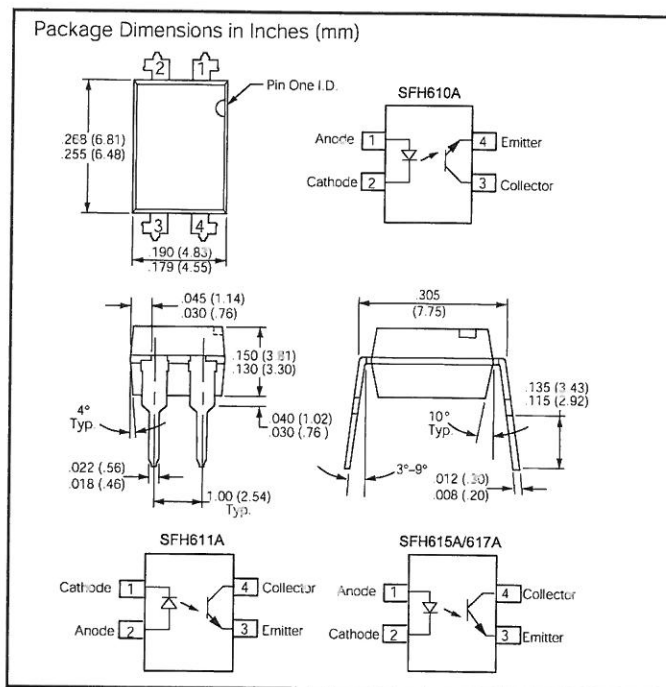 Package Dimensions in Inches (mm)
2
1
Pin One I.D.
.268 (6.81)
.255 (6.48)
3
4
.190 (4.83)
.179 (4.55)
SFH610A
Anode 1
4 Emitter
Cathode 2
3 Collector
.045 (1.14)
.030 (.76)
.150 (3.81)
.130 (3.30)
4°
Typ.
.040 (1.02)
.030 (.76)
.022 (.56)
.018 (.46)
1.00 (2.54)
Typ.
.305
(7.75)
.135 (3.43)
.115 (2.92)
10°
Typ.
3°–9°
.012 (.30)
.008 (.20)
SFH611A
Cathode 1
4 Collector
Anode 2
3 Emitter
SFH615A/617A
Anode 1
4 Collector
Cathode 2
3 Emitter